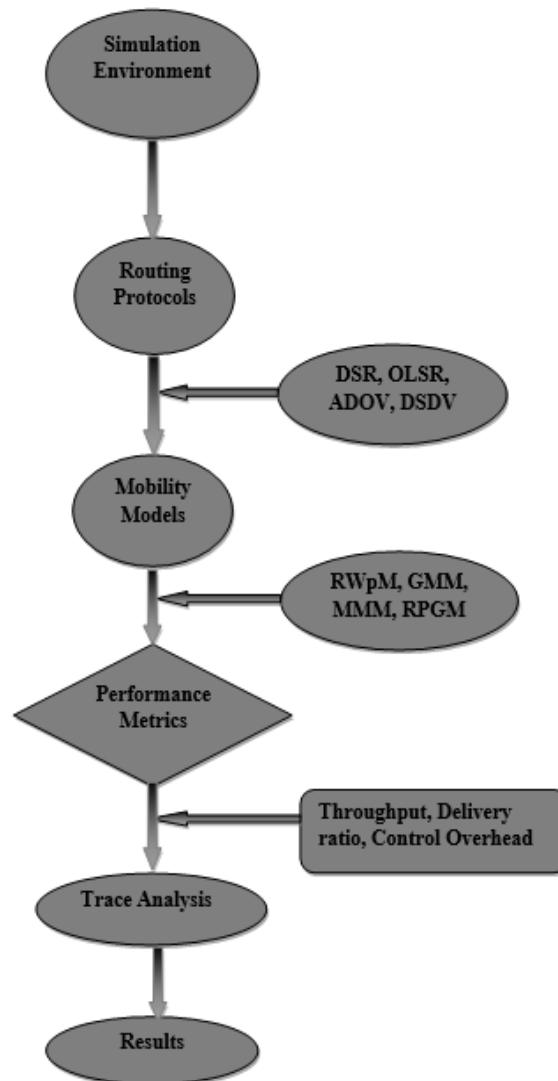 Simulation
Environment
Routing
Protocols
DSR, OLSR,
ADOV, DSDV
Mobility
Models
RWpM, GMM,
MMM, RPGM
Performance
Metrics
Throughput, Delivery
ratio, Control Overhead
Trace Analysis
Results